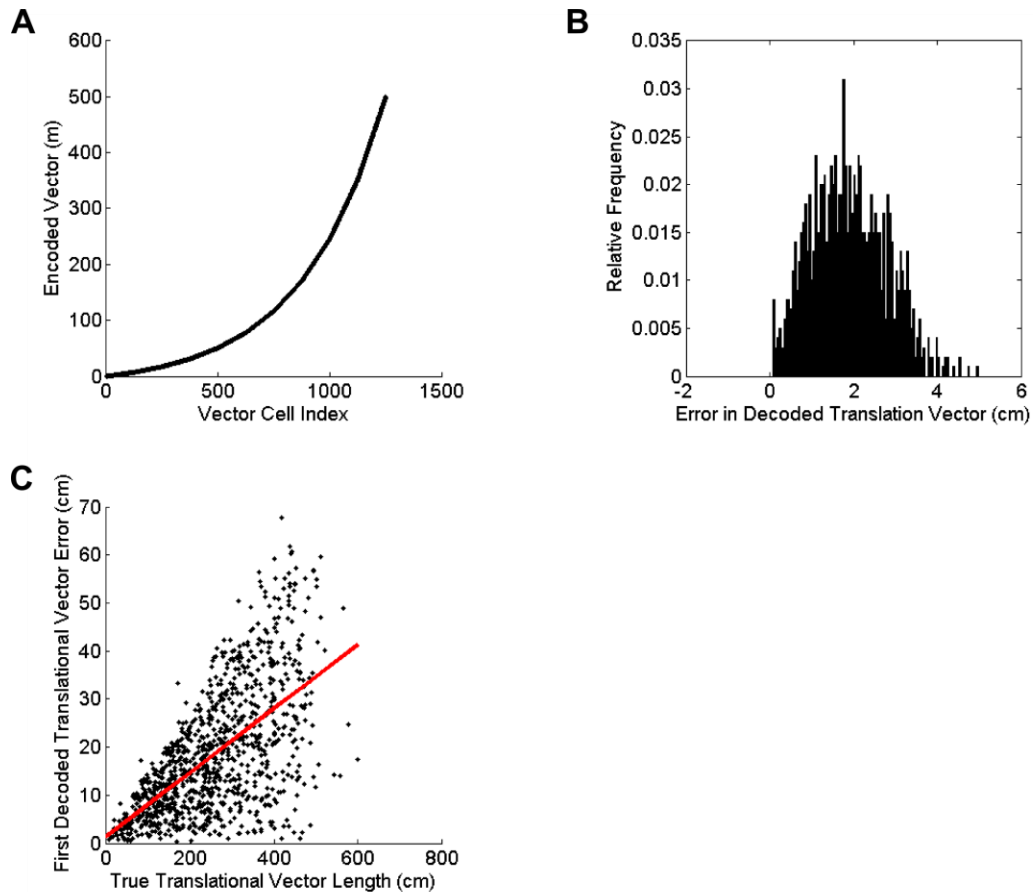 A
600
500
400
300
200
100
0
Encoded Vector (m)
0 500 1000 1500
Vector Cell Index
B
0.035
0.03
0.025
0.02
0.015
0.01
0.005
0
Relative Frequency
-2 0 2 4 6
Error in Decoded Translation Vector (cm)
C
70
60
50
40
30
20
10
0
First Decoded Translational Vector Error (cm)
0 200 400 600 800
True Translational Vector Length (cm)